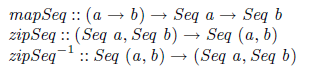 mapSeq :: (a → b) → Seq a → Seq b
zipSeq :: (Seq a, Seq b) → Seq (a, b)
zipSeq⁻¹ :: Seq (a, b) → (Seq a, Seq b)